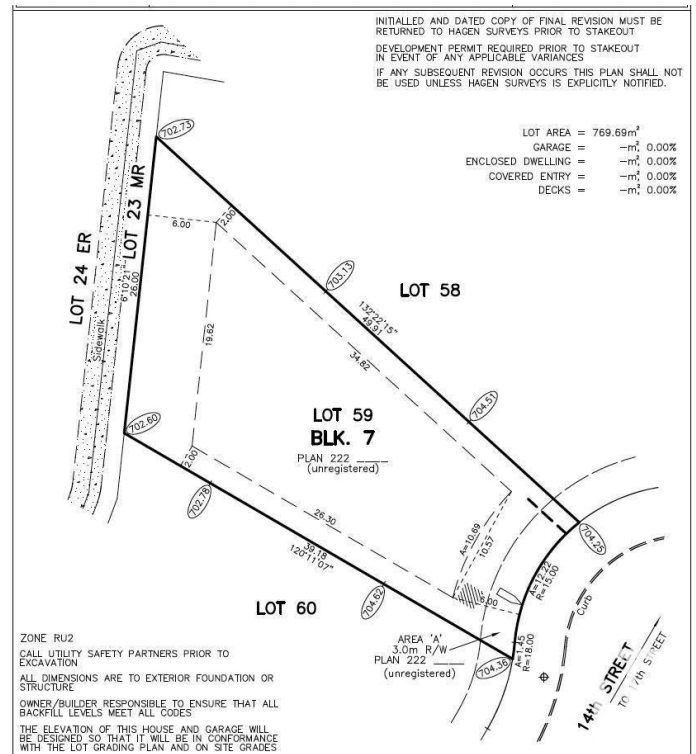 INITIALLED AND DATED COPY OF FINAL REVISION MUST BE
RETURNED TO HAGEN SURVEYS PRIOR TO STAKEOUT
DEVELOPMENT PERMIT REQUIRED PRIOR TO STAKEOUT
IN EVENT OF ANY APPLICABLE VARIANCES
IF ANY SUBSEQUENT REVISION OCCURS THIS PLAN SHALL NOT
BE USED UNLESS HAGEN SURVEYS IS EXPLICITLY NOTIFIED.
LOT AREA = 769.69m²
GARAGE = –m², 0.00%
ENCLOSED DWELLING = –m², 0.00%
COVERED ENTRY = –m², 0.00%
DECKS = –m², 0.00%
702.73
LOT 24 ER
Sidewalk
LOT 23 MR
6°10'21"
26.00
6.00
2.00
703.13
LOT 58
132°22'15"
49.91
34.82
19.62
704.51
LOT 59
BLK. 7
PLAN 222 ____
(unregistered)
702.60
2.00
702.78
26.30
39.18
120°11'07"
A=10.69
10.57
704.25
A=12.22
R=15.00
6.00
704.62
LOT 60
AREA 'A'
3.0m R/W
PLAN 222 ____
(unregistered)
704.36
A=1.45
R=18.00
Curb
14th STREET
TO 17th STREET
ZONE RU2
CALL UTILITY SAFETY PARTNERS PRIOR TO
EXCAVATION
ALL DIMENSIONS ARE TO EXTERIOR FOUNDATION OR
STRUCTURE
OWNER/BUILDER RESPONSIBLE TO ENSURE THAT ALL
BACKFILL LEVELS MEET ALL CODES
THE ELEVATION OF THIS HOUSE AND GARAGE WILL
BE DESIGNED SO THAT IT WILL BE IN CONFORMANCE
WITH THE LOT GRADING PLAN AND ON SITE GRADES